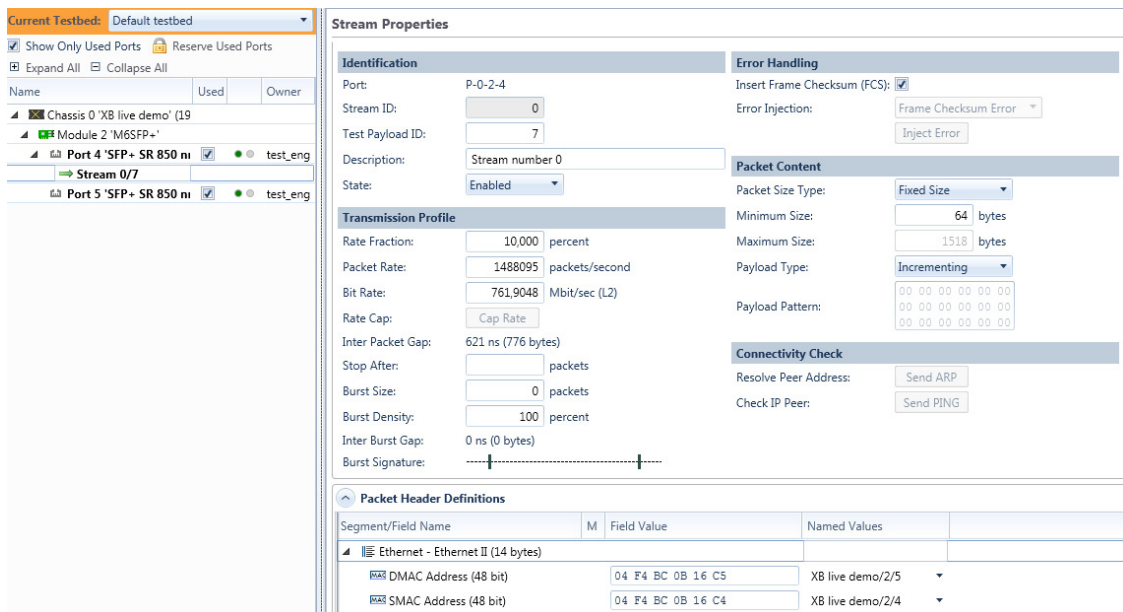 Current Testbed: Default testbed
Show Only Used Ports Reserve Used Ports
Expand All Collapse All
Name Used Owner
Chassis 0 'XB live demo' (19
Module 2 'M6SFP+'
Port 4 'SFP+ SR 850 nı test_eng
Stream 0/7
Port 5 'SFP+ SR 850 nı test_eng
Stream Properties
Identification
Port: P-0-2-4
Stream ID: 0
Test Payload ID: 7
Description: Stream number 0
State: Enabled
Transmission Profile
Rate Fraction: 10,000 percent
Packet Rate: 1488095 packets/second
Bit Rate: 761,9048 Mbit/sec (L2)
Rate Cap: Cap Rate
Inter Packet Gap: 621 ns (776 bytes)
Stop After: packets
Burst Size: 0 packets
Burst Density: 100 percent
Inter Burst Gap: 0 ns (0 bytes)
Burst Signature:
Error Handling
Insert Frame Checksum (FCS):
Error Injection: Frame Checksum Error
Inject Error
Packet Content
Packet Size Type: Fixed Size
Minimum Size: 64 bytes
Maximum Size: 1518 bytes
Payload Type: Incrementing
Payload Pattern:
00 00 00 00 00 00
00 00 00 00 00 00
00 00 00 00 00 00
Connectivity Check
Resolve Peer Address: Send ARP
Check IP Peer: Send PING
Packet Header Definitions
Segment/Field Name M Field Value Named Values
Ethernet - Ethernet II (14 bytes)
MAC DMAC Address (48 bit) 04 F4 BC 0B 16 C5 XB live demo/2/5
MAC SMAC Address (48 bit) 04 F4 BC 0B 16 C4 XB live demo/2/4